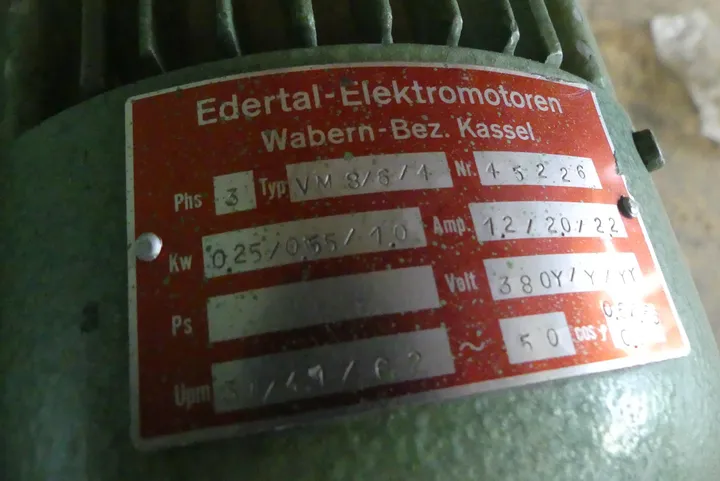 Edertal-Elektromotoren
Wabern-Bez. Kassel
Phs 3 Typ VM 8/6/4 Nr. 45226
Kw 0.25/0.55/1.0 Amp. 1.2/2.0/2.2
Ps Volt 380Y/Y/YY
Upm ~ 50 cos φ